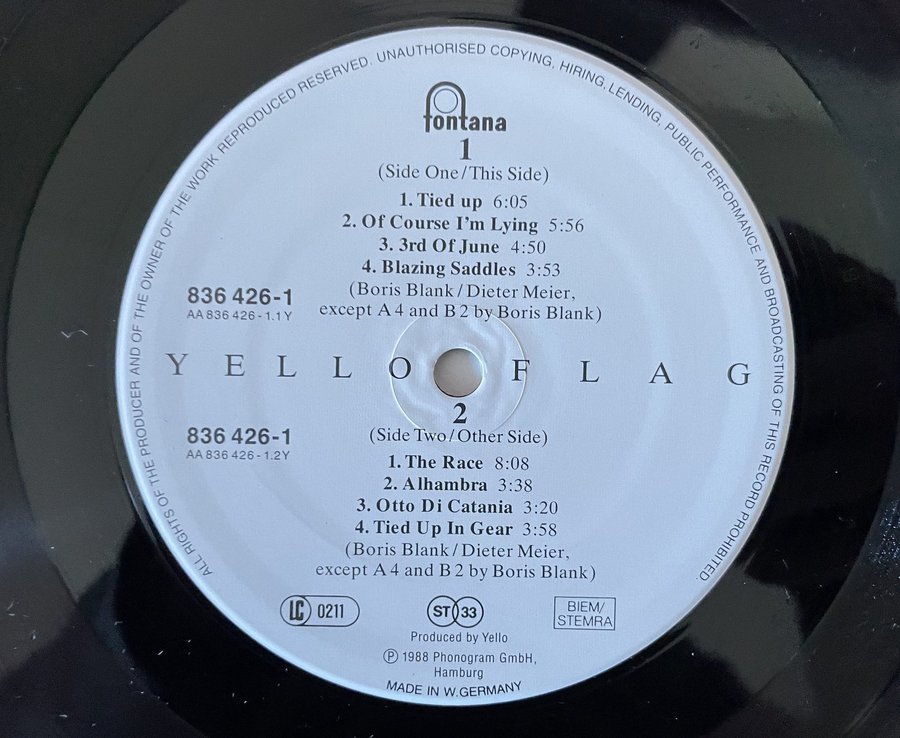 ALL RIGHTS OF THE PRODUCER AND OF THE OWNER OF THE WORK REPRODUCED RESERVED. UNAUTHORISED COPYING, HIRING, LENDING, PUBLIC PERFORMANCE AND BROADCASTING OF THIS RECORD PROHIBITED.
fontana
1
(Side One/This Side)
1. Tied up 6:05
2. Of Course I'm Lying 5:56
3. 3rd Of June 4:50
4. Blazing Saddles 3:53
(Boris Blank/Dieter Meier,
except A 4 and B 2 by Boris Blank)
836 426-1
AA 836 426 - 1.1 Y
YELLO FLAG
2
(Side Two/Other Side)
836 426-1
AA 836 426 - 1.2 Y
1. The Race 8:08
2. Alhambra 3:38
3. Otto Di Catania 3:20
4. Tied Up In Gear 3:58
(Boris Blank/Dieter Meier,
except A 4 and B 2 by Boris Blank)
LC 0211
ST 33
BIEM/
STEMRA
Produced by Yello
Ⓟ 1988 Phonogram GmbH,
Hamburg
MADE IN W. GERMANY